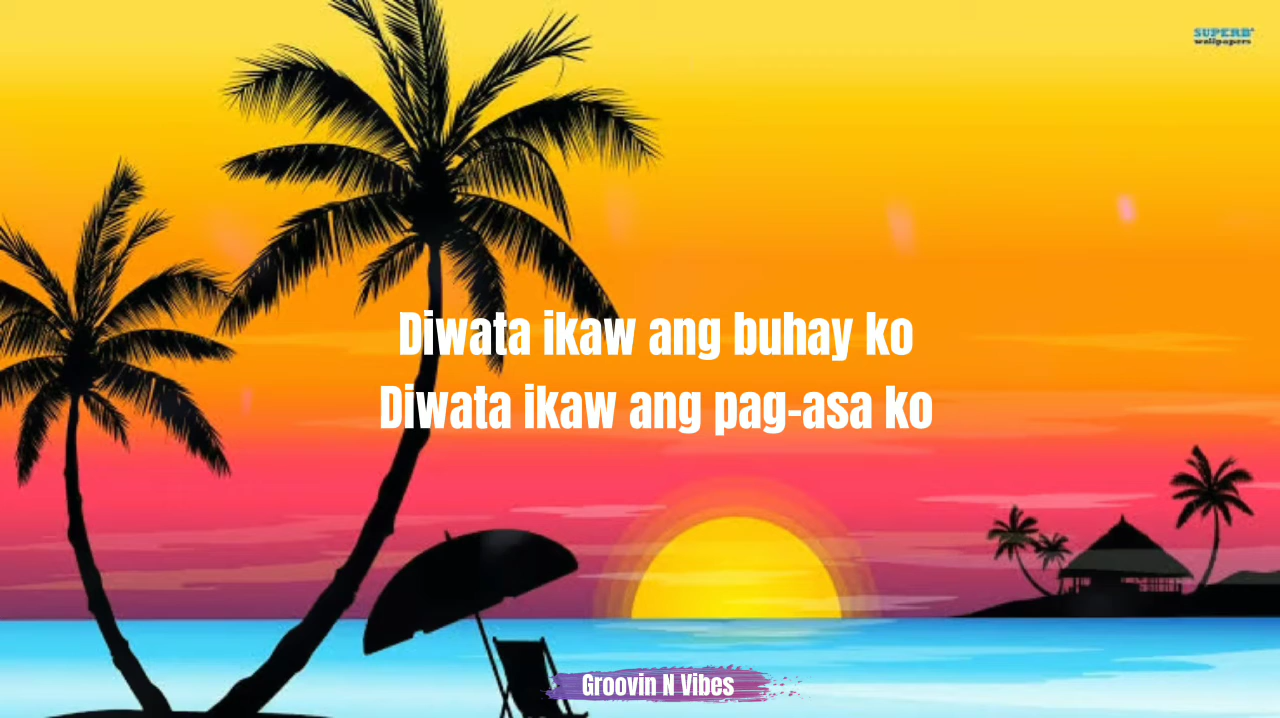 SUPERB
wallpapers
Diwata ikaw ang buhay ko
Diwata ikaw ang pag-asa ko
Groovin N Vibes